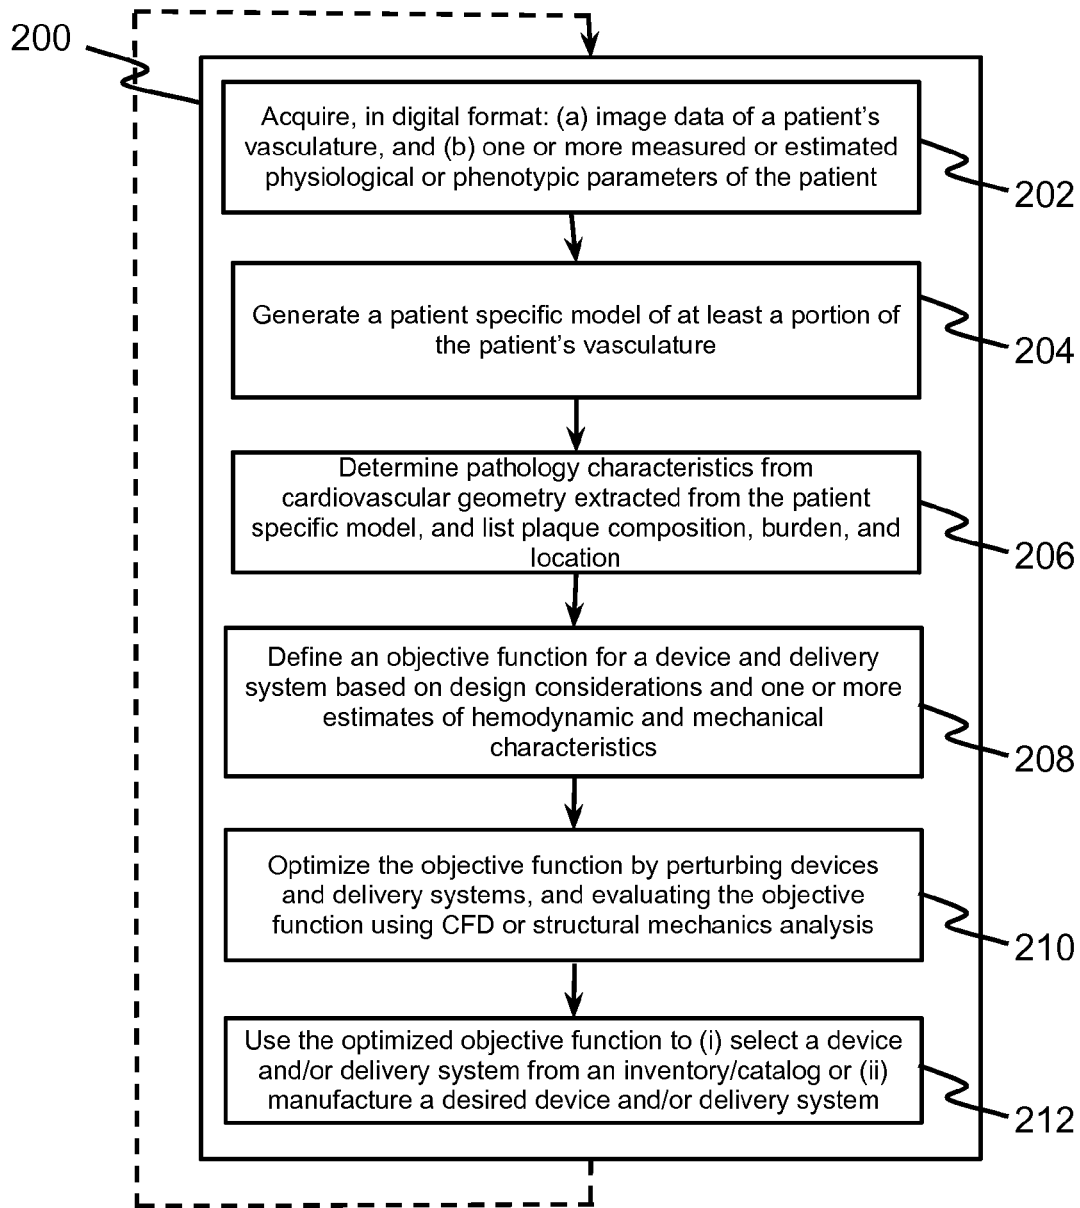 200
Acquire, in digital format: (a) image data of a patient's
vasculature, and (b) one or more measured or estimated
physiological or phenotypic parameters of the patient
202
Generate a patient specific model of at least a portion of
the patient's vasculature
204
Determine pathology characteristics from
cardiovascular geometry extracted from the patient
specific model, and list plaque composition, burden, and
location
206
Define an objective function for a device and delivery
system based on design considerations and one or more
estimates of hemodynamic and mechanical
characteristics
208
Optimize the objective function by perturbing devices
and delivery systems, and evaluating the objective
function using CFD or structural mechanics analysis
210
Use the optimized objective function to (i) select a device
and/or delivery system from an inventory/catalog or (ii)
manufacture a desired device and/or delivery system
212